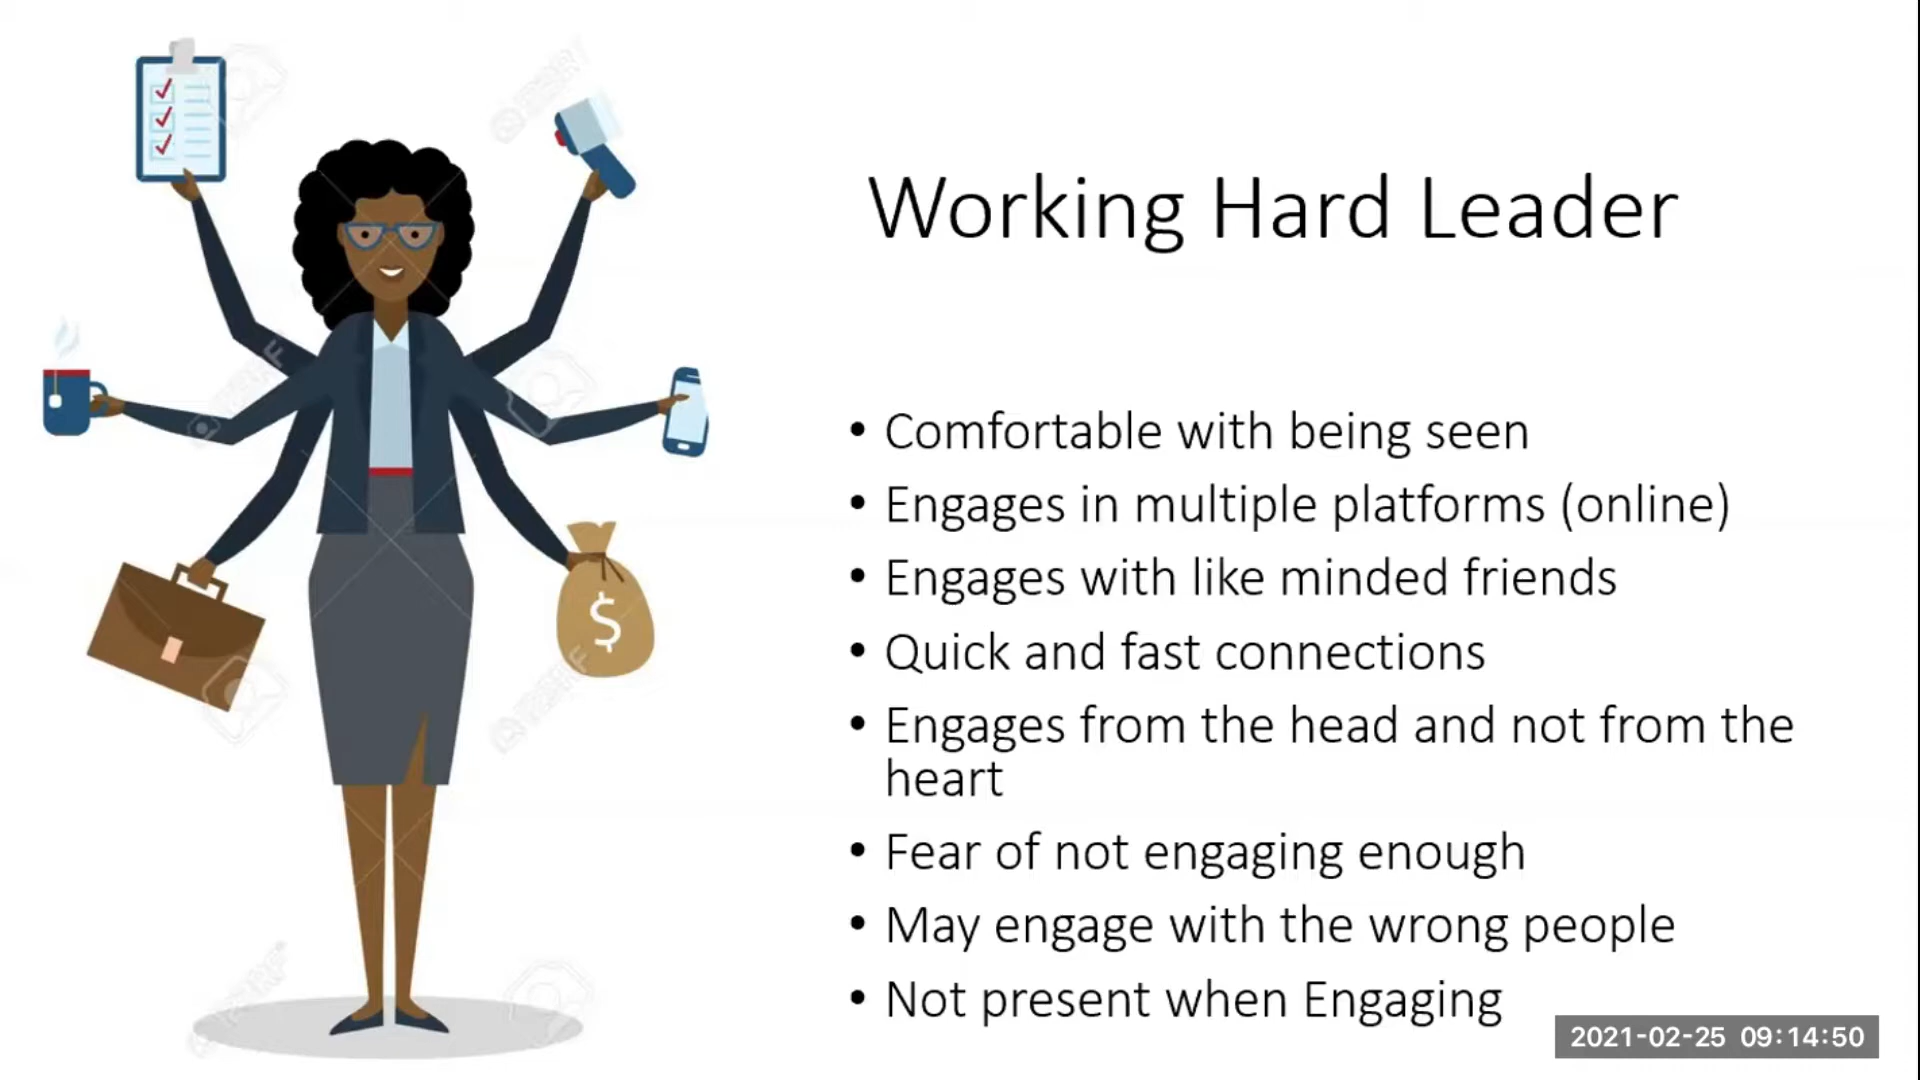 Working Hard Leader
• Comfortable with being seen
• Engages in multiple platforms (online)
• Engages with like minded friends
• Quick and fast connections
• Engages from the head and not from the
heart
• Fear of not engaging enough
• May engage with the wrong people
• Not present when Engaging
$
2021-02-25 09:14:50